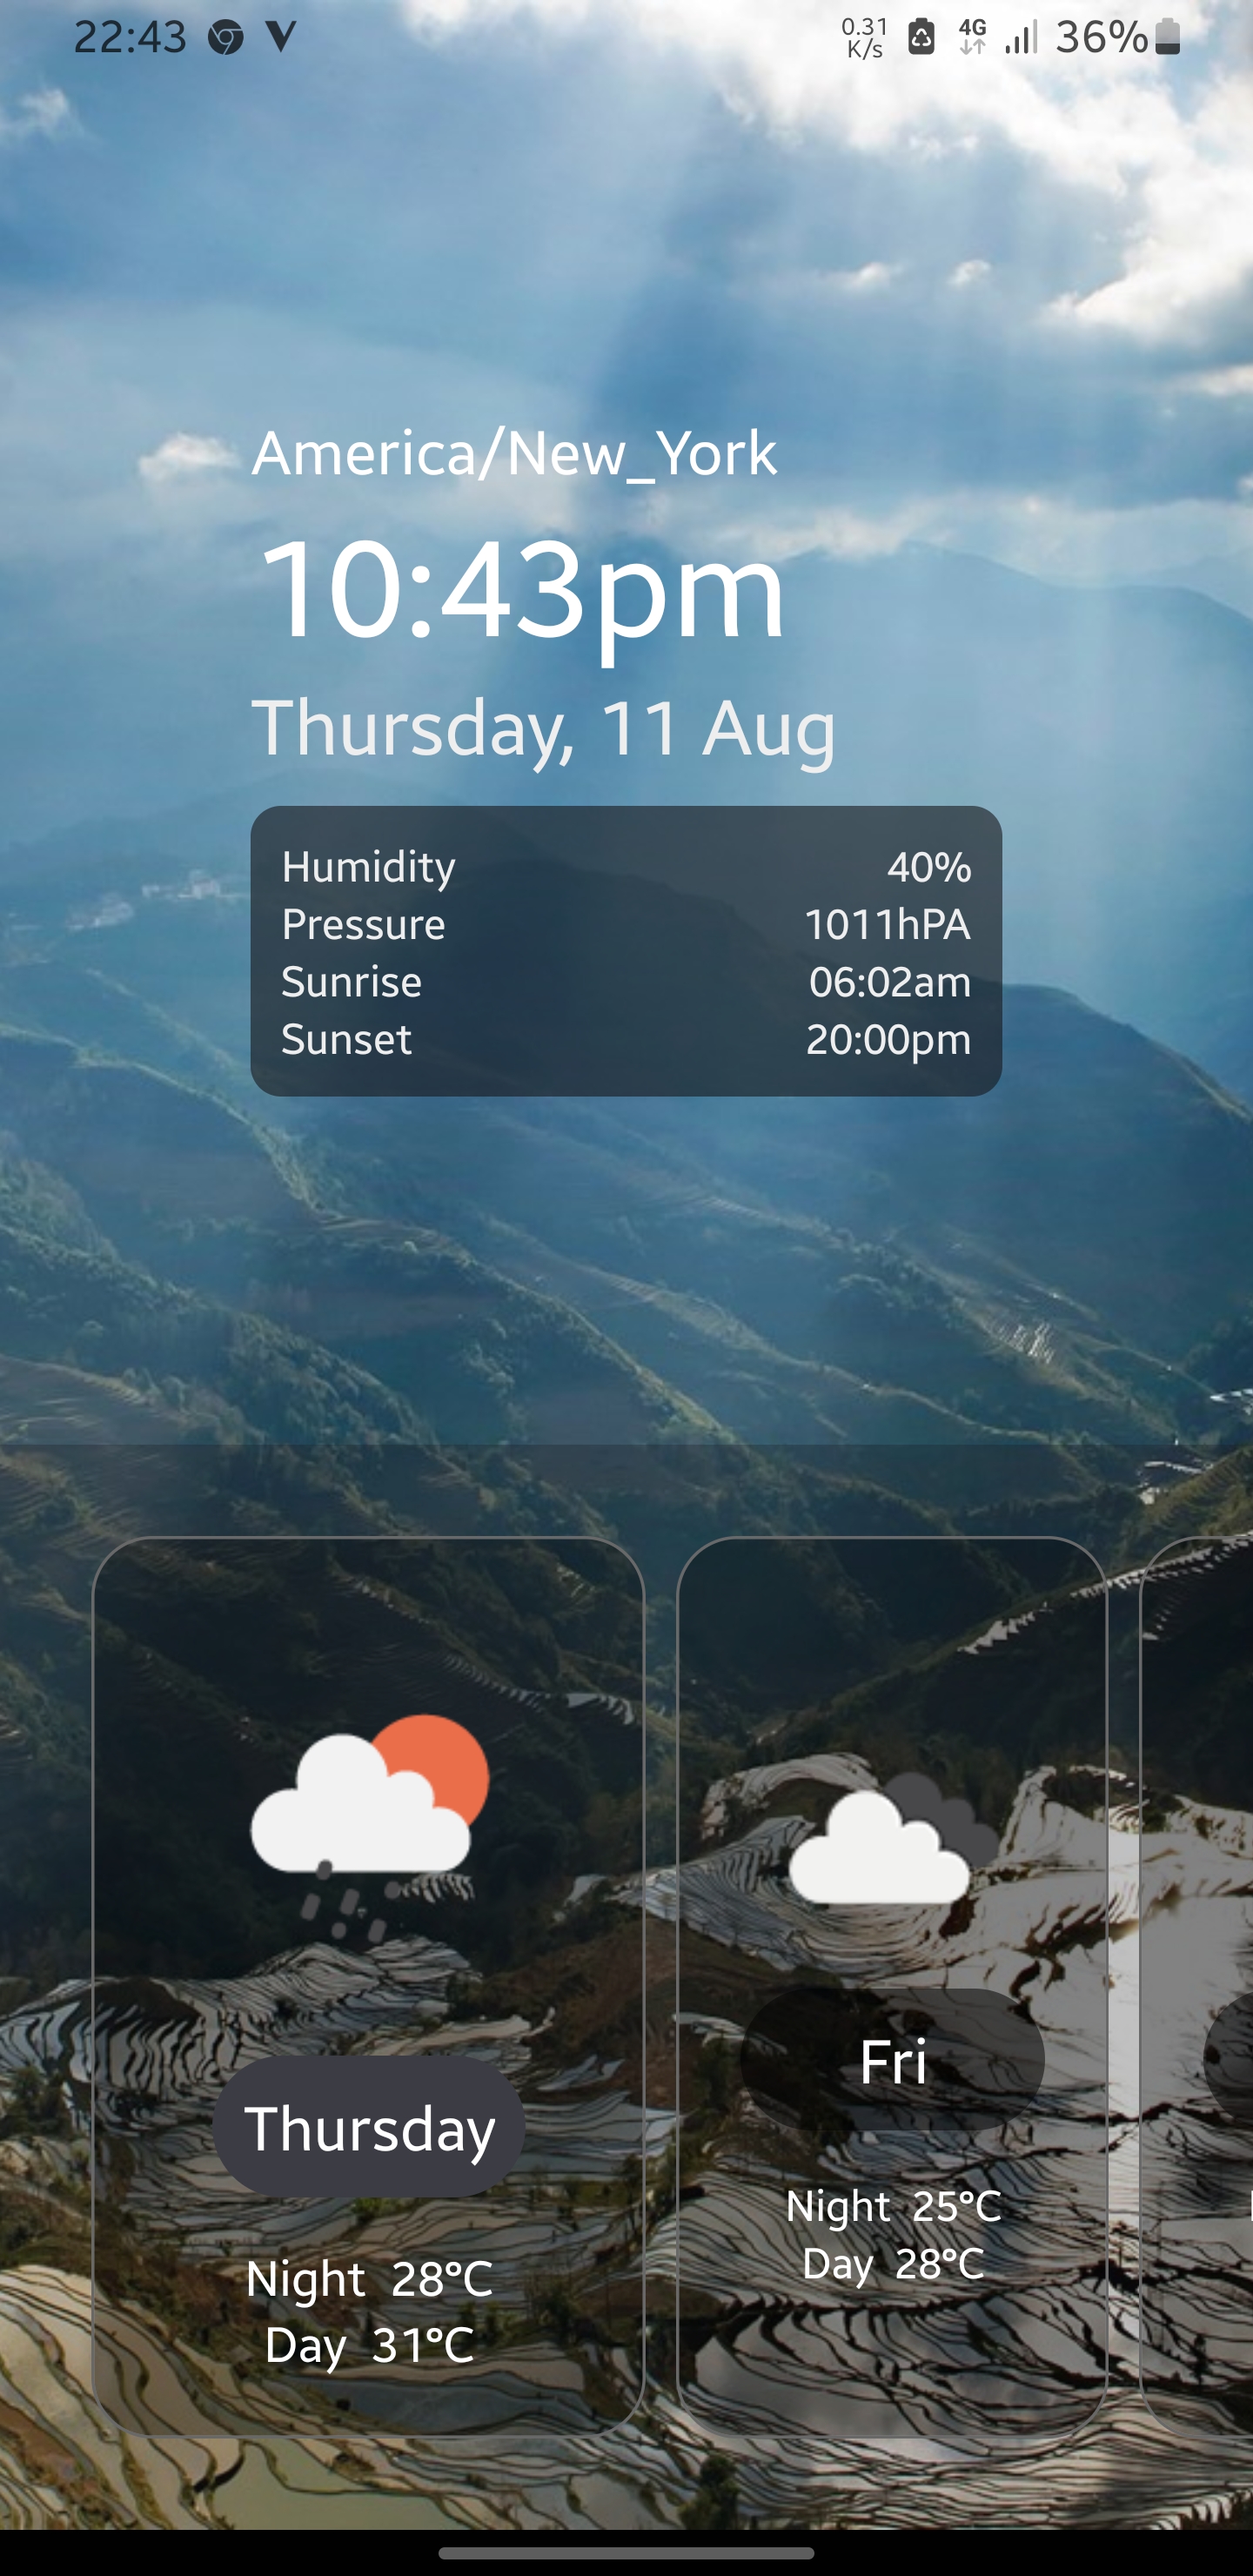 22:43
0.31
K/s
4G
36%
America/New_York
10:43pm
Thursday, 11 Aug
Humidity 40%
Pressure 1011hPA
Sunrise 06:02am
Sunset 20:00pm
Thursday
Night 28°C
Day 31°C
Fri
Night 25°C
Day 28°C